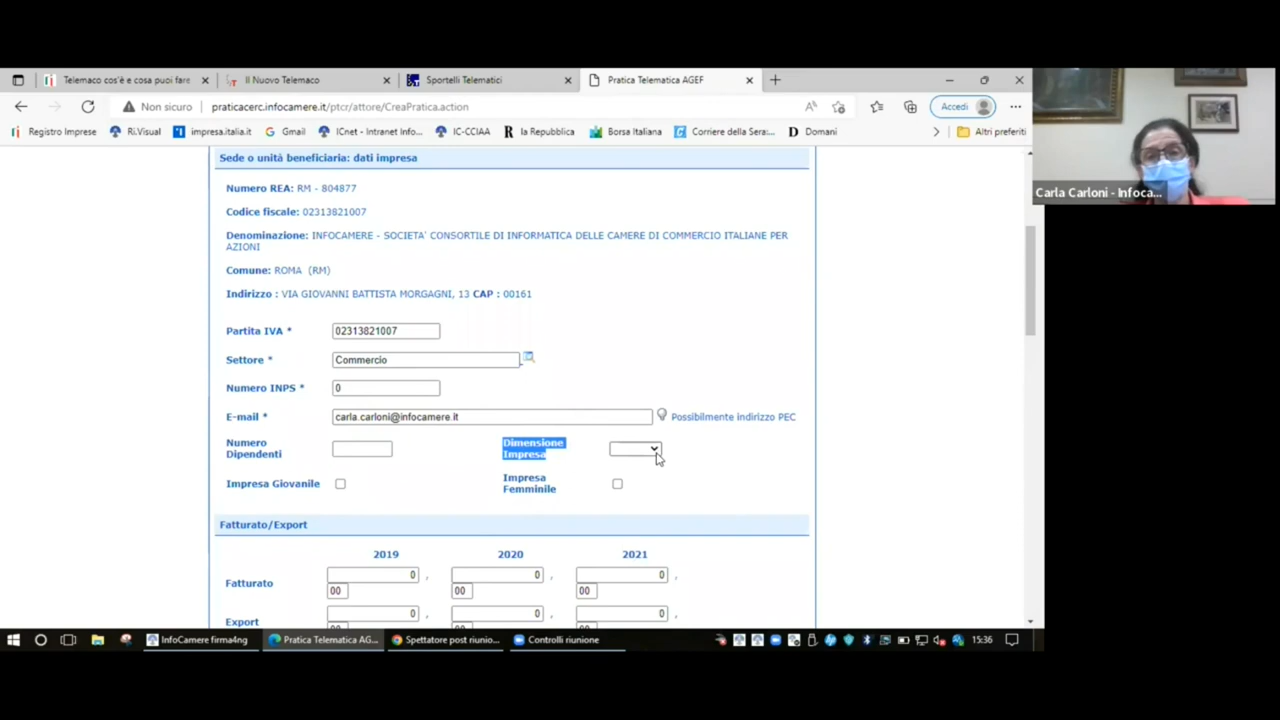 Telemaco cos'è e cosa puoi fare
Il Nuovo Telemaco
Sportelli Telematici
Pratica Telematica AGEF
Non sicuro
praticacerc.infocamere.it/ptcr/attore/CreaPratica.action
Accedi
Registro Imprese
Ri.Visual
impresa.italia.it
Gmail
ICnet - Intranet Info...
IC-CCIAA
la Repubblica
Borsa Italiana
Corriere della Sera:...
Domani
Altri preferiti
Carla Carloni - Infoca...
Sede o unità beneficiaria: dati impresa
Numero REA: RM - 804877
Codice fiscale: 02313821007
Denominazione: INFOCAMERE - SOCIETA' CONSORTILE DI INFORMATICA DELLE CAMERE DI COMMERCIO ITALIANE PER
AZIONI
Comune: ROMA (RM)
Indirizzo : VIA GIOVANNI BATTISTA MORGAGNI, 13 CAP : 00161
Partita IVA * 02313821007
Settore * Commercio
Numero INPS * 0
E-mail * carla.carloni@infocamere.it Possibilmente indirizzo PEC
Numero
Dipendenti
Dimensione
Impresa
Impresa Giovanile
Impresa
Femminile
Fatturato/Export
2019 2020 2021
Fatturato 0 , 0 , 0 ,
00 00 00
Export 0 , 0 , 0 ,
InfoCamere firma4ng
Pratica Telematica AG...
Spettatore post riunio...
Controlli riunione
15:36